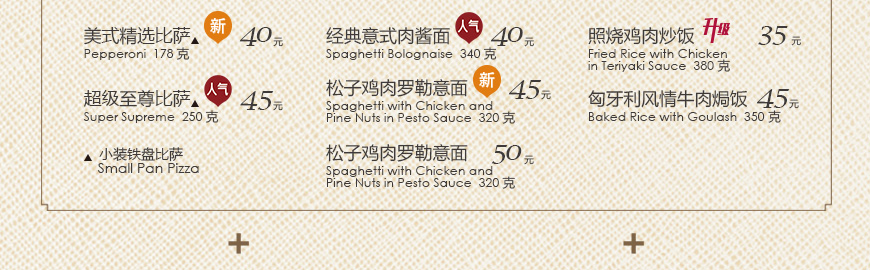 美式精选比萨▲ 新 40元
Pepperoni 178 克
超级至尊比萨▲ 人气 45元
Super Supreme 250 克
▲ 小装铁盘比萨
Small Pan Pizza
经典意式肉酱面 人气 40元
Spaghetti Bolognaise 340 克
松子鸡肉罗勒意面 新 45元
Spaghetti with Chicken and
Pine Nuts in Pesto Sauce 320 克
松子鸡肉罗勒意面 50元
Spaghetti with Chicken and
Pine Nuts in Pesto Sauce 320 克
照烧鸡肉炒饭 升级 35元
Fried Rice with Chicken
in Teriyaki Sauce 380 克
匈牙利风情牛肉焗饭 45元
Baked Rice with Goulash 350 克
+ +